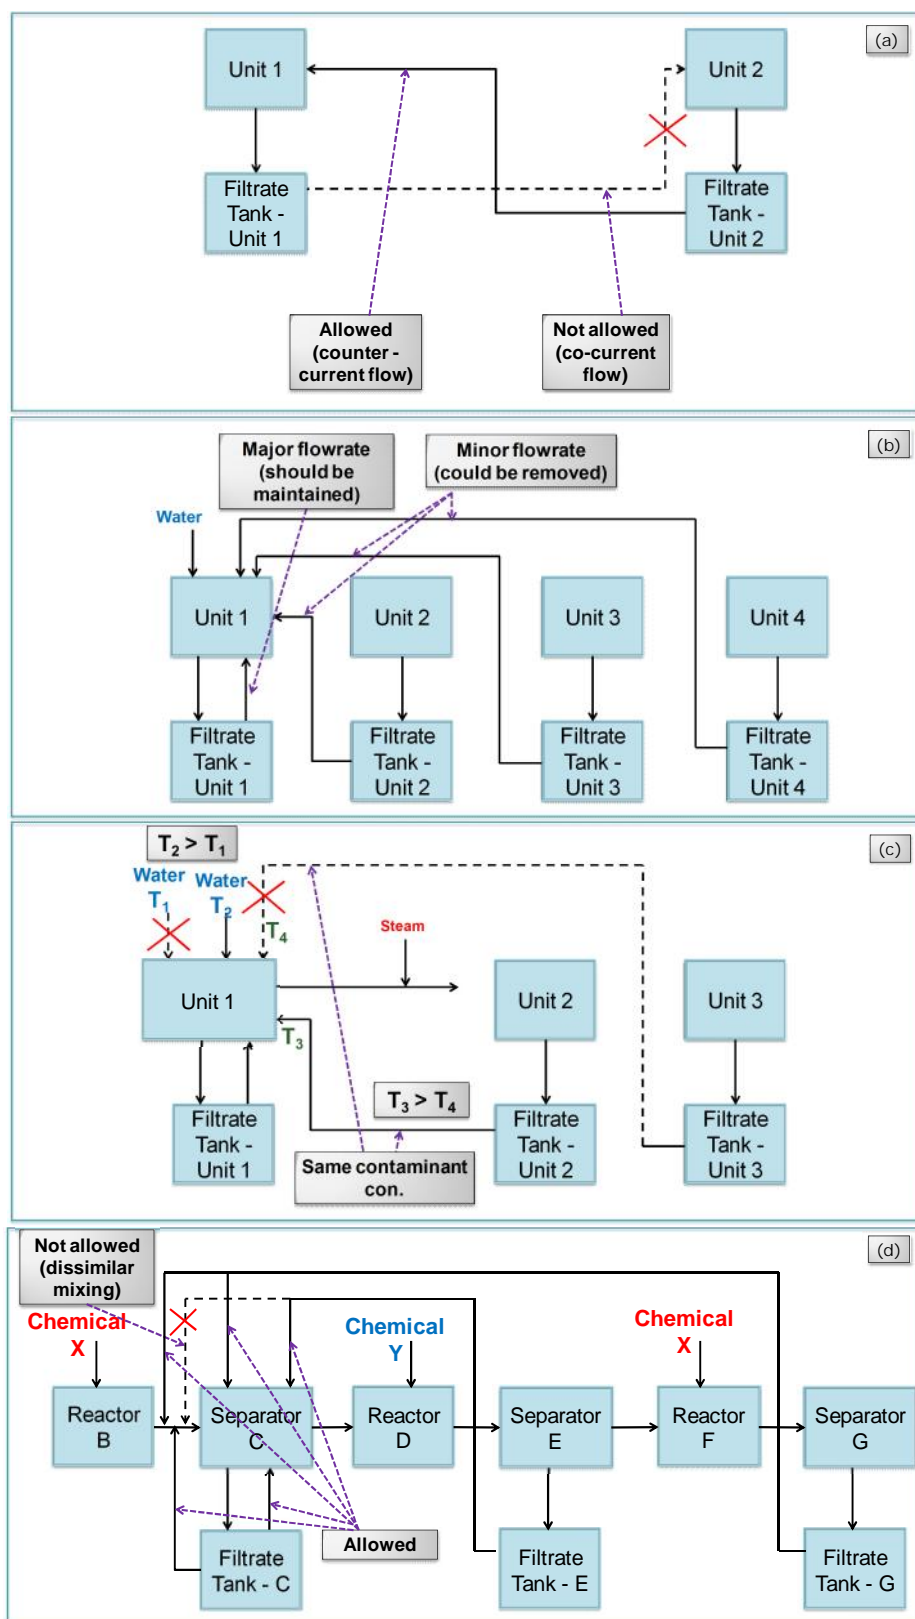 (a)
Unit 1
Unit 2
Filtrate
Tank -
Unit 1
Filtrate
Tank -
Unit 2
Allowed
(counter -
current flow)
Not allowed
(co-current
flow)
(b)
Major flowrate
(should be
maintained)
Minor flowrate
(could be removed)
Water
Unit 1
Unit 2
Unit 3
Unit 4
Filtrate
Tank -
Unit 1
Filtrate
Tank -
Unit 2
Filtrate
Tank -
Unit 3
Filtrate
Tank -
Unit 4
(c)
T₂ > T₁
Water
T₁
Water
T₂
T₄
Steam
Unit 1
Unit 2
Unit 3
T₃
T₃ > T₄
Filtrate
Tank -
Unit 1
Filtrate
Tank -
Unit 2
Filtrate
Tank -
Unit 3
Same contaminant
con.
(d)
Not allowed
(dissimilar
mixing)
Chemical
X
Chemical
Y
Chemical
X
Reactor
B
Separator
C
Reactor
D
Separator
E
Reactor
F
Separator
G
Allowed
Filtrate
Tank - C
Filtrate
Tank - E
Filtrate
Tank - G